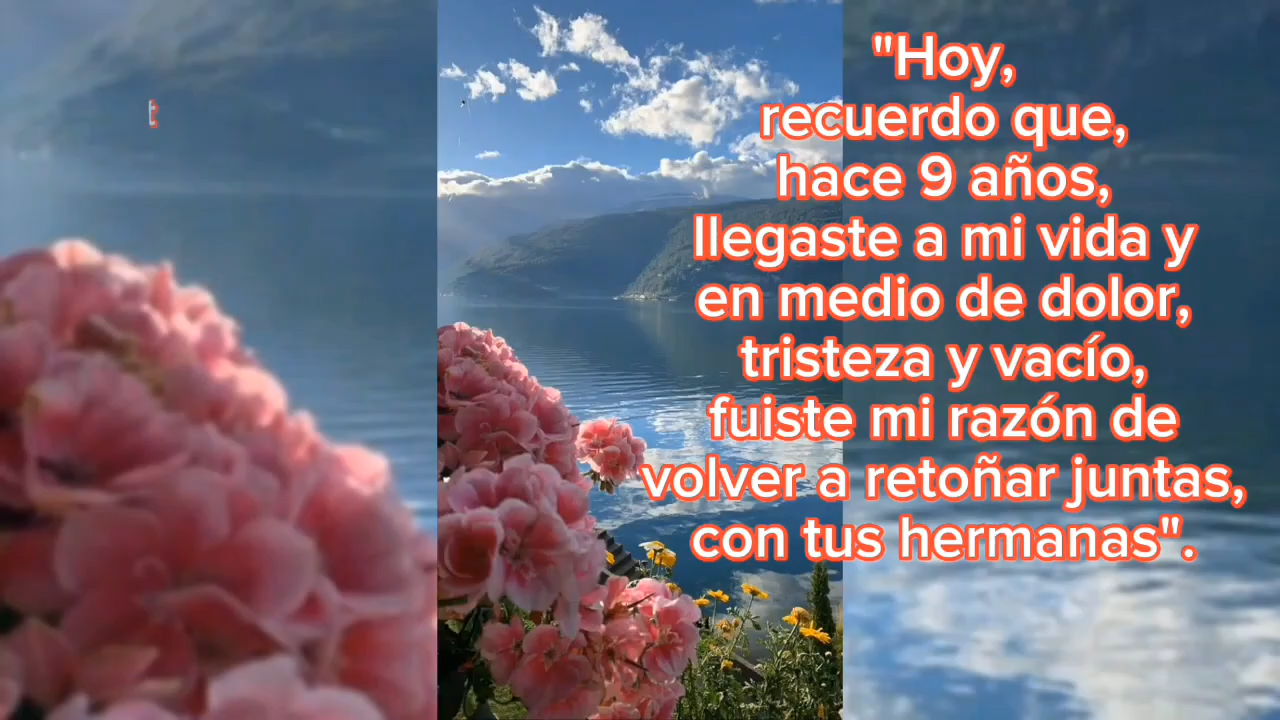 "Hoy,
recuerdo que,
hace 9 años,
llegaste a mi vida y
en medio de dolor,
tristeza y vacío,
fuiste mi razón de
volver a retoñar juntas,
con tus hermanas".